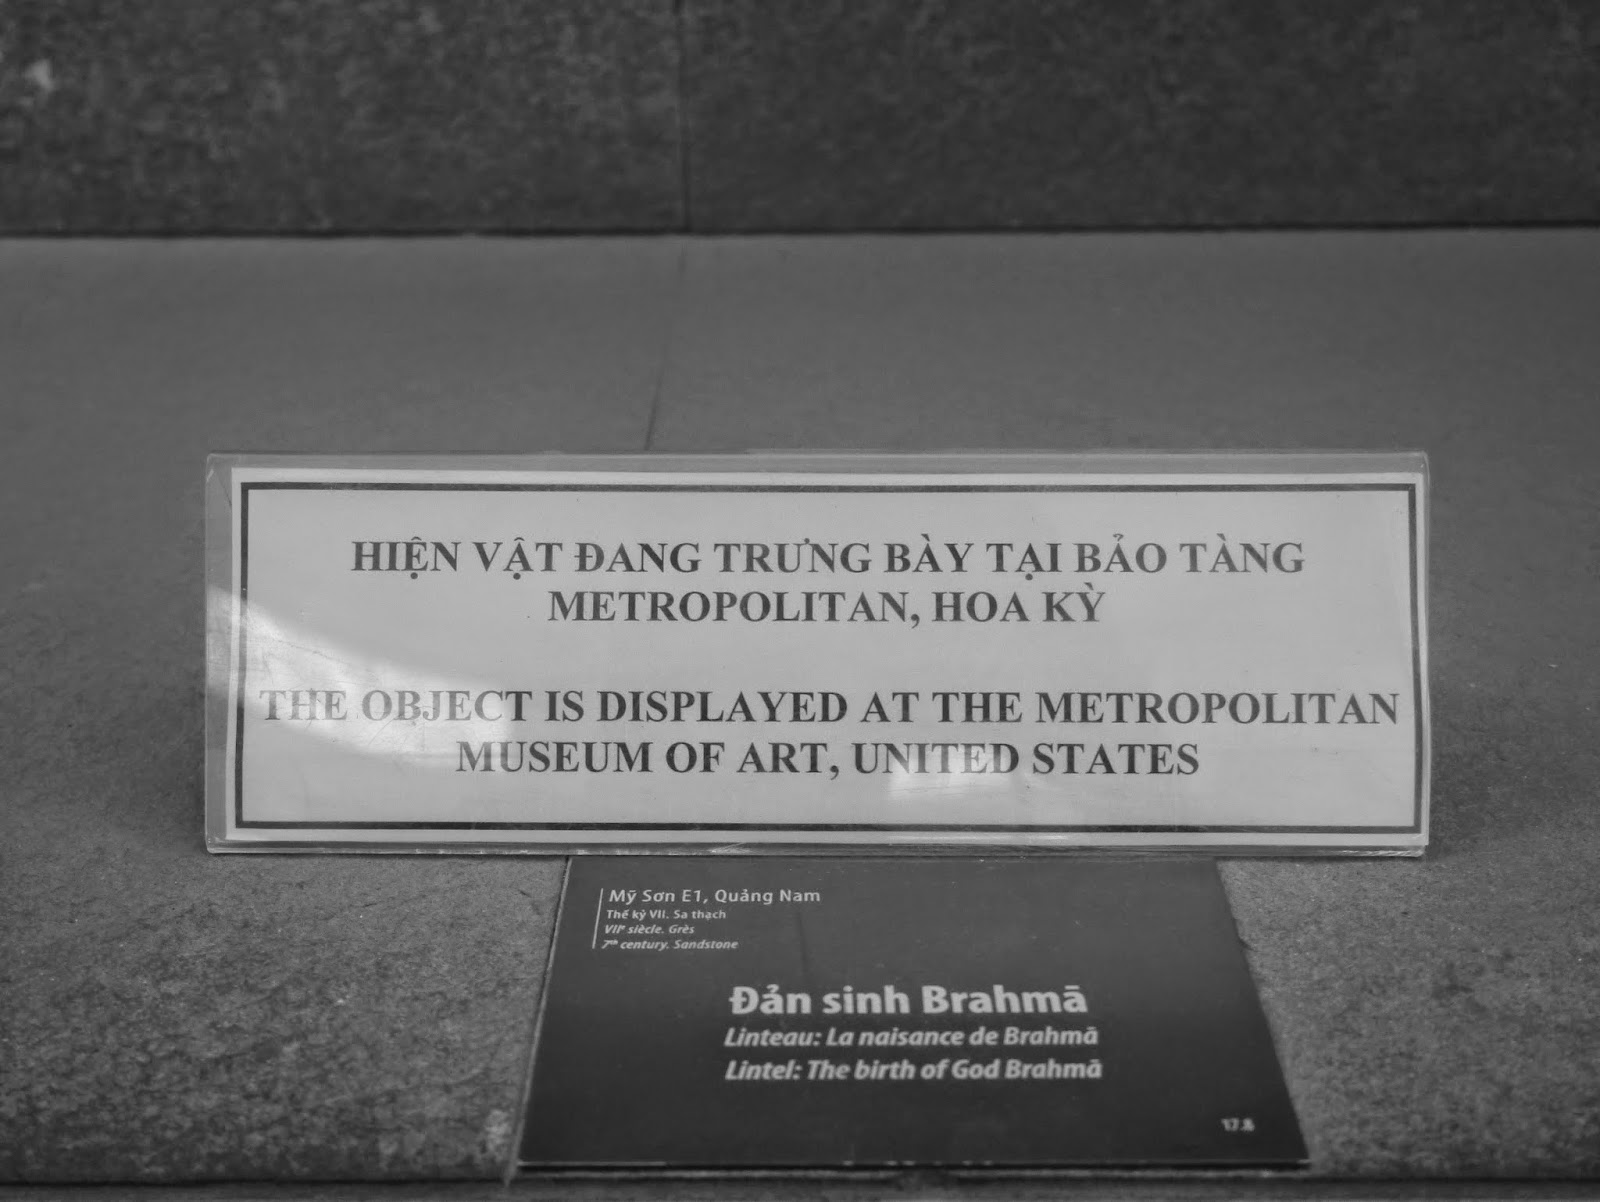 HIỆN VẬT ĐANG TRƯNG BÀY TẠI BẢO TÀNG
METROPOLITAN, HOA KỲ
THE OBJECT IS DISPLAYED AT THE METROPOLITAN
MUSEUM OF ART, UNITED STATES
Mỹ Sơn E1, Quảng Nam
Thế kỷ VII. Sa thạch
VIIᵉ siècle. Grès
7ᵗʰ century. Sandstone
Đản sinh Brahmā
Linteau: La naisance de Brahmā
Lintel: The birth of God Brahmā
17.8